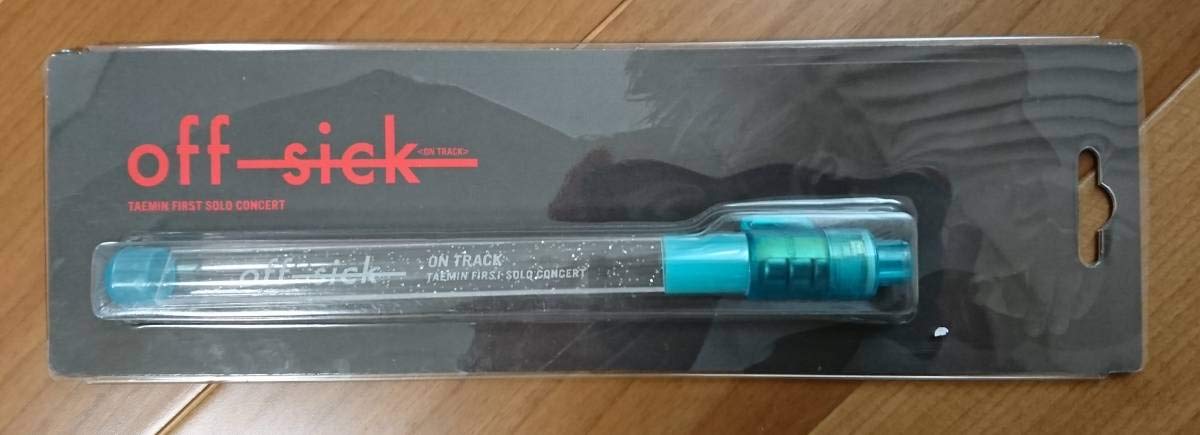 off-sick <ON TRACK>
TAEMIN FIRST SOLO CONCERT
off-sick
ON TRACK
TAEMIN FIRST SOLO CONCERT